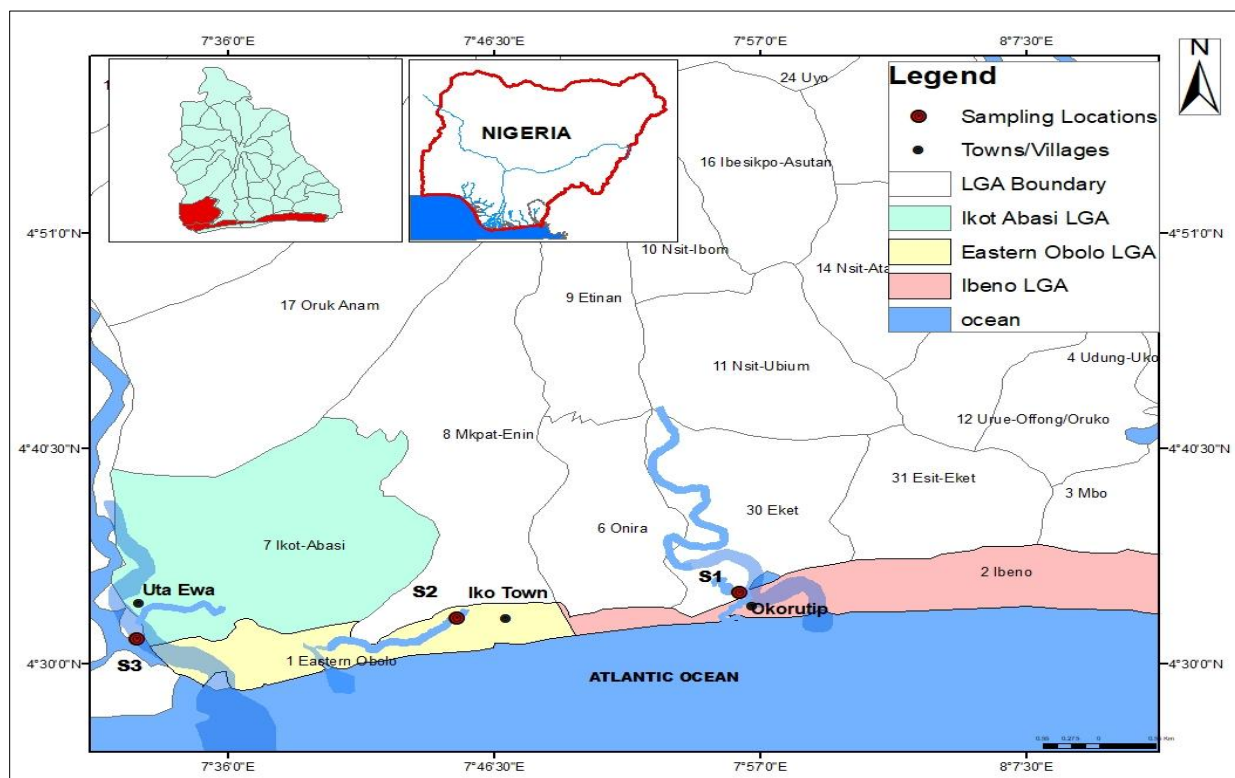 7°36'0"E
7°46'30"E
7°57'0"E
8°7'30"E
N
NIGERIA
24 Uyo
Legend
Sampling Locations
Towns/Villages
LGA Boundary
Ikot Abasi LGA
Eastern Obolo LGA
Ibeno LGA
ocean
16 Ibesikpo-Asutan
4°51'0"N
4°51'0"N
10 Nsit-Ibom
14 Nsit-Ata
9 Etinan
17 Oruk Anam
11 Nsit-Ubium
4 Udung-Uko
12 Urue-Offong/Oruko
8 Mkpat-Enin
4°40'30"N
4°40'30"N
31 Esit-Eket
3 Mbo
30 Eket
6 Onira
7 Ikot-Abasi
2 Ibeno
S1
Uta Ewa
S2
Iko Town
Okorutip
S3
1 Eastern Obolo
4°30'0"N
4°30'0"N
ATLANTIC OCEAN
7°36'0"E
7°46'30"E
7°57'0"E
8°7'30"E